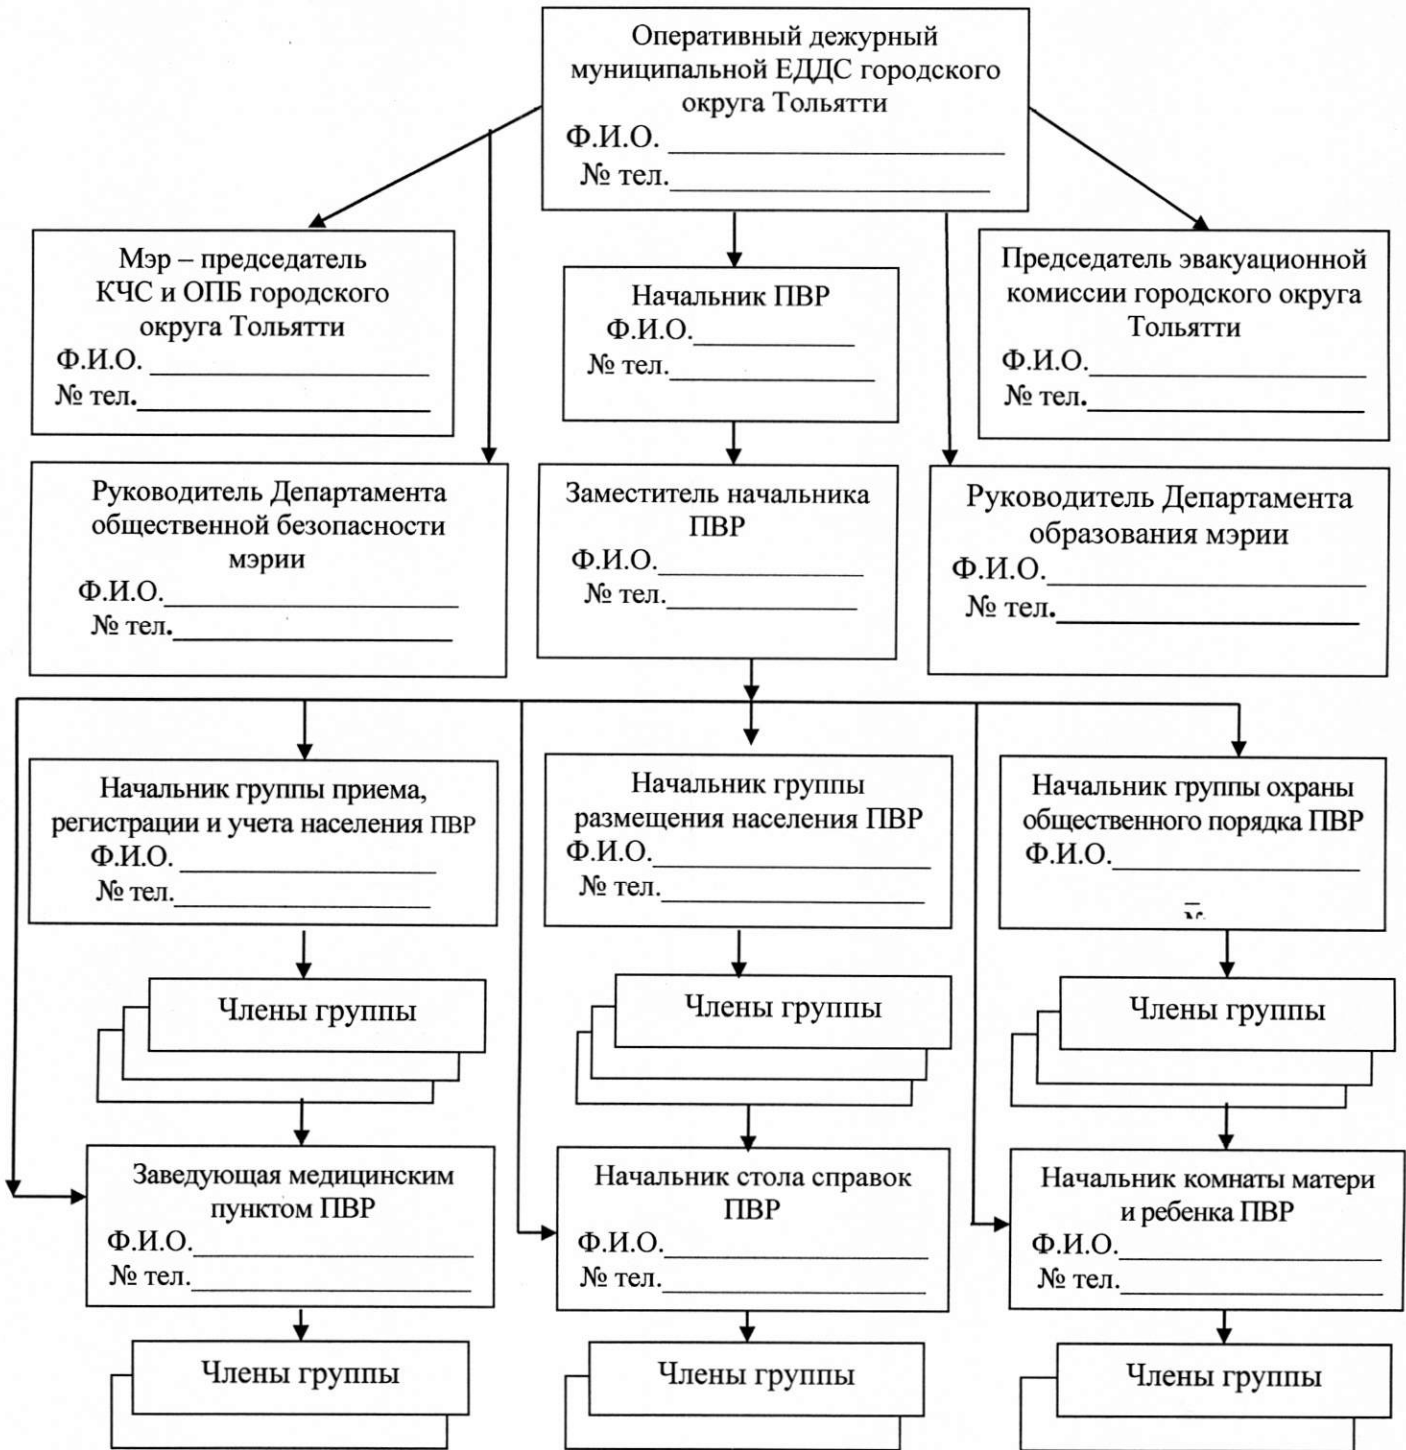 Оперативный дежурный
муниципальной ЕДДС городского
округа Тольятти
Ф.И.О.
№ тел.
Мэр – председатель
КЧС и ОПБ городского
округа Тольятти
Ф.И.О.
№ тел.
Начальник ПВР
Ф.И.О.
№ тел.
Председатель эвакуационной
комиссии городского округа
Тольятти
Ф.И.О.
№ тел.
Руководитель Департамента
общественной безопасности
мэрии
Ф.И.О.
№ тел.
Заместитель начальника
ПВР
Ф.И.О.
№ тел.
Руководитель Департамента
образования мэрии
Ф.И.О.
№ тел.
Начальник группы приема,
регистрации и учета населения ПВР
Ф.И.О.
№ тел.
Начальник группы
размещения населения ПВР
Ф.И.О.
№ тел.
Начальник группы охраны
общественного порядка ПВР
Ф.И.О.
Члены группы
Члены группы
Члены группы
Заведующая медицинским
пунктом ПВР
Ф.И.О.
№ тел.
Начальник стола справок
ПВР
Ф.И.О.
№ тел.
Начальник комнаты матери
и ребенка ПВР
Ф.И.О.
№ тел.
Члены группы
Члены группы
Члены группы